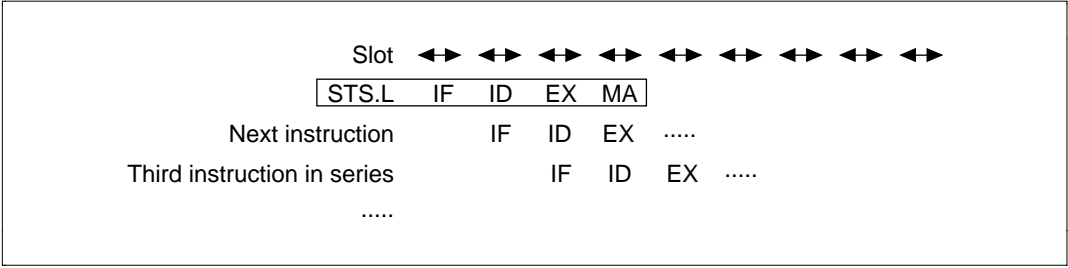 Slot
STS.L IF ID EX MA
Next instruction IF ID EX .....
Third instruction in series IF ID EX .....
.....